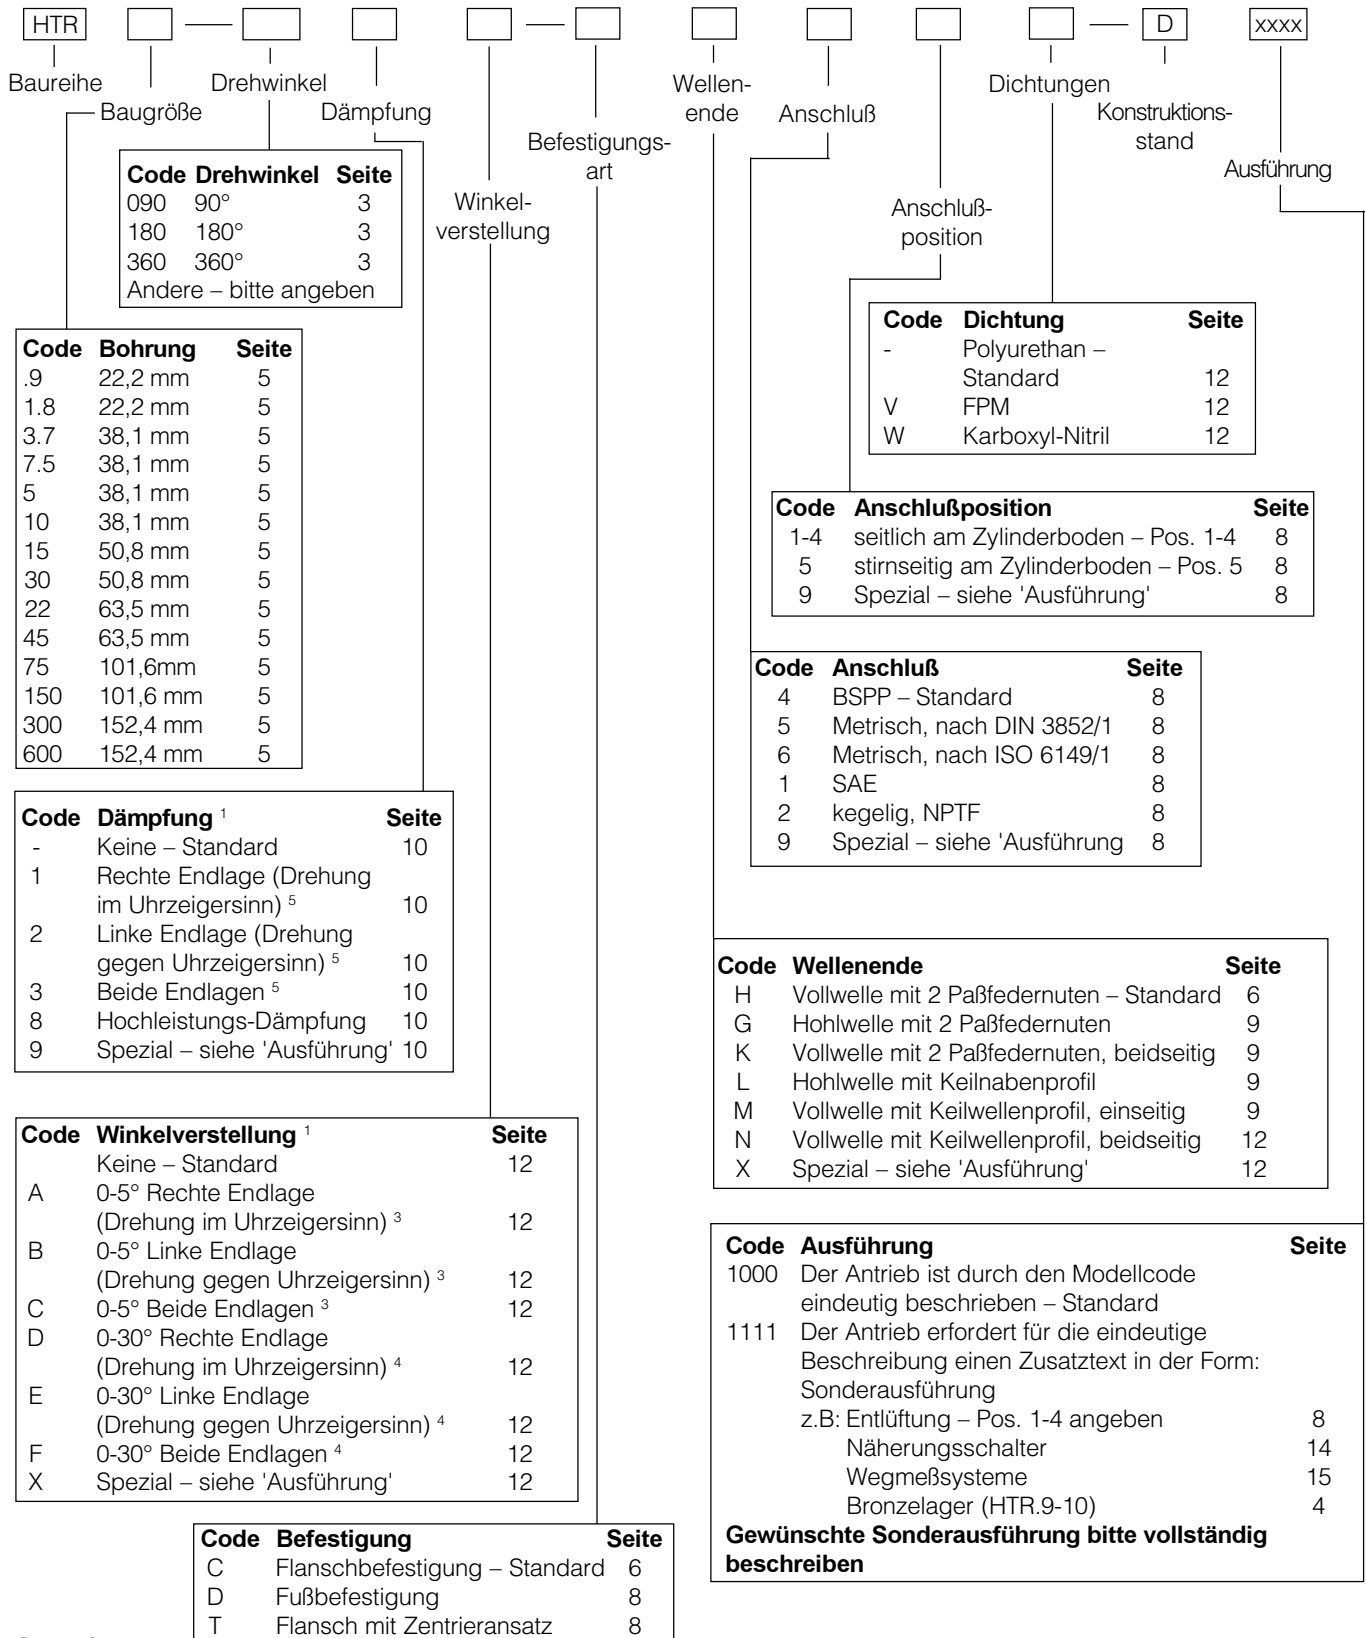 HTR — — — D xxxx
Baureihe
Baugröße
Drehwinkel
Dämpfung
Winkel-
verstellung
Befestigungs-
art
Wellen-
ende
Anschluß
Anschluß-
position
Dichtungen
Konstruktions-
stand
Ausführung
Code Drehwinkel Seite
090 90° 3
180 180° 3
360 360° 3
Andere – bitte angeben
Code Bohrung Seite
.9 22,2 mm 5
1.8 22,2 mm 5
3.7 38,1 mm 5
7.5 38,1 mm 5
5 38,1 mm 5
10 38,1 mm 5
15 50,8 mm 5
30 50,8 mm 5
22 63,5 mm 5
45 63,5 mm 5
75 101,6mm 5
150 101,6 mm 5
300 152,4 mm 5
600 152,4 mm 5
Code Dämpfung 1 Seite
- Keine – Standard 10
1 Rechte Endlage (Drehung
im Uhrzeigersinn) 5 10
2 Linke Endlage (Drehung
gegen Uhrzeigersinn) 5 10
3 Beide Endlagen 5 10
8 Hochleistungs-Dämpfung 10
9 Spezial – siehe 'Ausführung' 10
Code Winkelverstellung 1 Seite
Keine – Standard 12
A 0-5° Rechte Endlage
(Drehung im Uhrzeigersinn) 3 12
B 0-5° Linke Endlage
(Drehung gegen Uhrzeigersinn) 3 12
C 0-5° Beide Endlagen 3 12
D 0-30° Rechte Endlage
(Drehung im Uhrzeigersinn) 4 12
E 0-30° Linke Endlage
(Drehung gegen Uhrzeigersinn) 4 12
F 0-30° Beide Endlagen 4 12
X Spezial – siehe 'Ausführung' 12
Code Befestigung Seite
C Flanschbefestigung – Standard 6
D Fußbefestigung 8
T Flansch mit Zentrieransatz 8
Code Dichtung Seite
- Polyurethan –
Standard 12
V FPM 12
W Karboxyl-Nitril 12
Code Anschlußposition Seite
1-4 seitlich am Zylinderboden – Pos. 1-4 8
5 stirnseitig am Zylinderboden – Pos. 5 8
9 Spezial – siehe 'Ausführung' 8
Code Anschluß Seite
4 BSPP – Standard 8
5 Metrisch, nach DIN 3852/1 8
6 Metrisch, nach ISO 6149/1 8
1 SAE 8
2 kegelig, NPTF 8
9 Spezial – siehe 'Ausführung 8
Code Wellenende Seite
H Vollwelle mit 2 Paßfedernuten – Standard 6
G Hohlwelle mit 2 Paßfedernuten 9
K Vollwelle mit 2 Paßfedernuten, beidseitig 9
L Hohlwelle mit Keilnabenprofil 9
M Vollwelle mit Keilwellenprofil, einseitig 9
N Vollwelle mit Keilwellenprofil, beidseitig 12
X Spezial – siehe 'Ausführung' 12
Code Ausführung Seite
1000 Der Antrieb ist durch den Modellcode
eindeutig beschrieben – Standard
1111 Der Antrieb erfordert für die eindeutige
Beschreibung einen Zusatztext in der Form:
Sonderausführung
z.B: Entlüftung – Pos. 1-4 angeben 8
Näherungsschalter 14
Wegmeßsysteme 15
Bronzelager (HTR.9-10) 4
Gewünschte Sonderausführung bitte vollständig
beschreiben